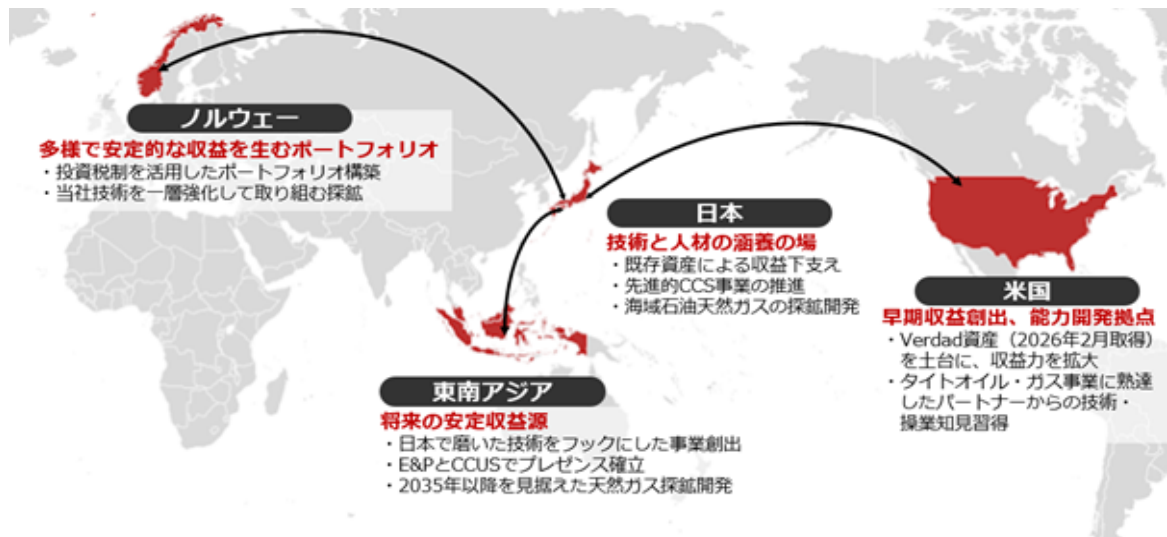 ノルウェー
多様で安定的な収益を生むポートフォリオ
・投資税制を活用したポートフォリオ構築
・当社技術を一層強化して取り組む探鉱
日本
技術と人材の涵養の場
・既存資産による収益下支え
・先進的CCS事業の推進
・海域石油天然ガスの探鉱開発
米国
早期収益創出、能力開発拠点
・Verdad資産（2026年2月取得）
を土台に、収益力を拡大
・タイトオイル・ガス事業に熟達
したパートナーからの技術・
操業知見習得
東南アジア
将来の安定収益源
・日本で磨いた技術をフックにした事業創出
・E&PとCCUSでプレゼンス確立
・2035年以降を見据えた天然ガス探鉱開発